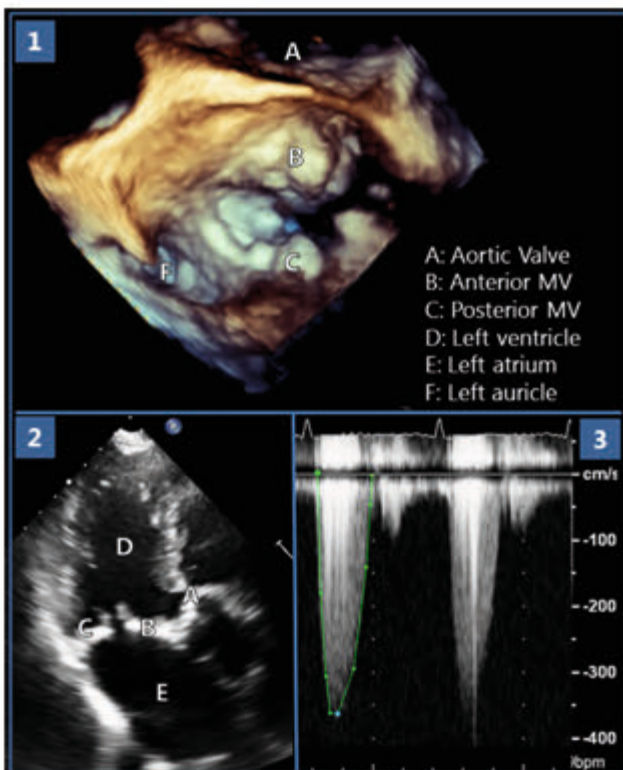 1
A
B
C
F
A: Aortic Valve
B: Anterior MV
C: Posterior MV
D: Left ventricle
E: Left atrium
F: Left auricle
2
D
A
C
B
E
3
cm/s
-100
-200
-300
-400
bpm